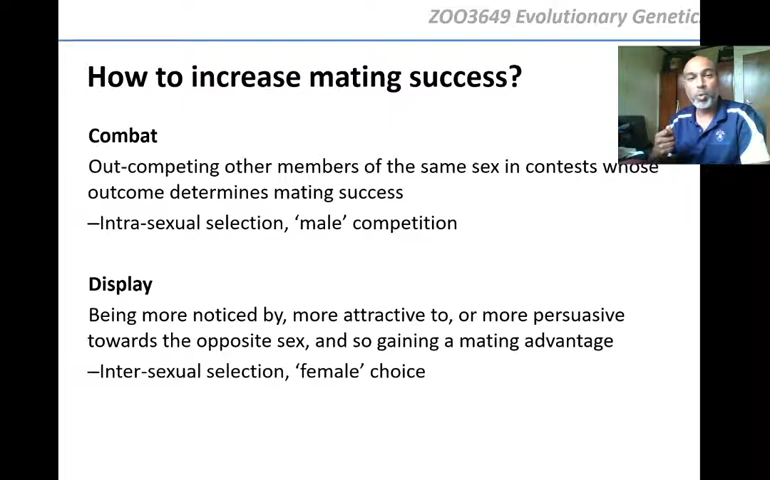 ZOO3649 Evolutionary Genetic
How to increase mating success?
Combat
Out-competing other members of the same sex in contests whose
outcome determines mating success
–Intra-sexual selection, ‘male’ competition
Display
Being more noticed by, more attractive to, or more persuasive
towards the opposite sex, and so gaining a mating advantage
–Inter-sexual selection, ‘female’ choice